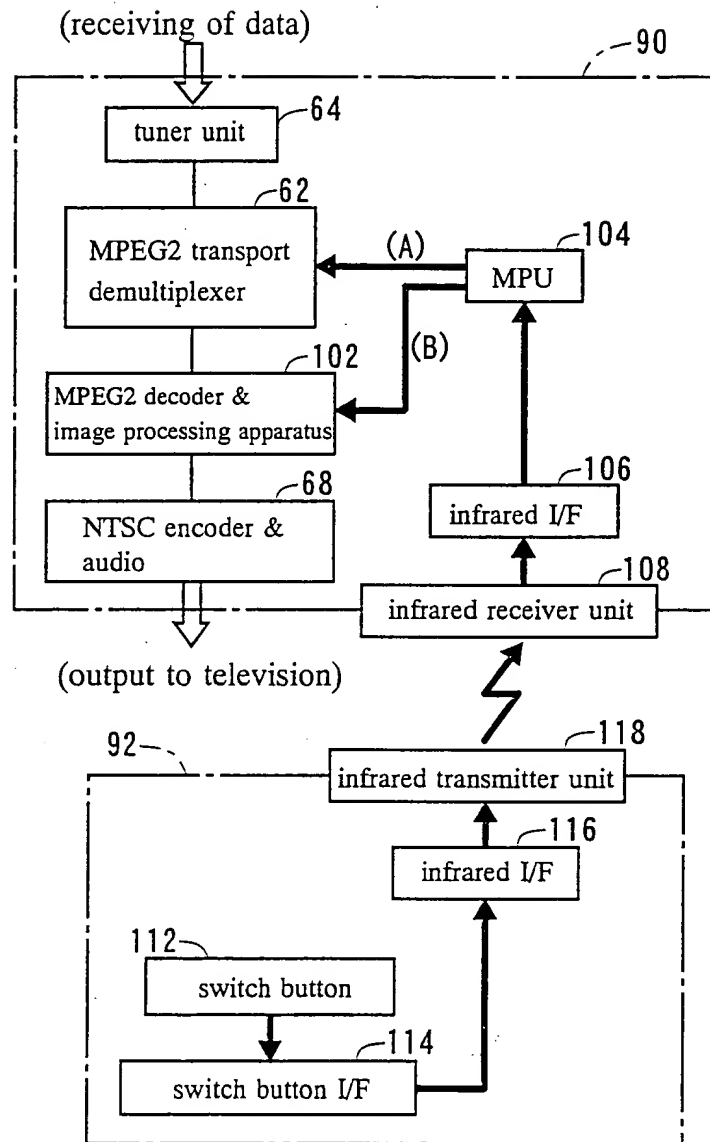 (receiving of data)
90
64
tuner unit
62
MPEG2 transport
demultiplexer
(A)
104
MPU
(B)
102
MPEG2 decoder &
image processing apparatus
106
infrared I/F
68
NTSC encoder &
audio
108
infrared receiver unit
(output to television)
92
118
infrared transmitter unit
116
infrared I/F
112
switch button
114
switch button I/F